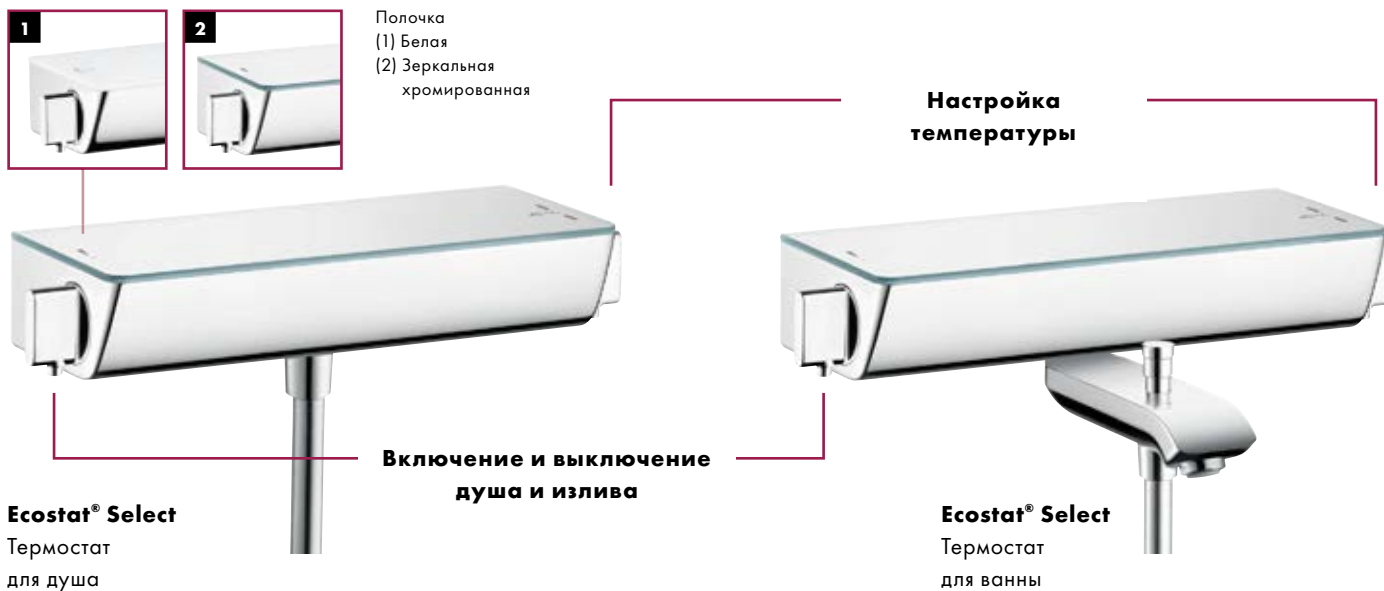 1
2
Полочка
(1) Белая
(2) Зеркальная
хромированная
Настройка
температуры
Включение и выключение
душа и излива
Ecostat® Select
Термостат
для душа
Ecostat® Select
Термостат
для ванны